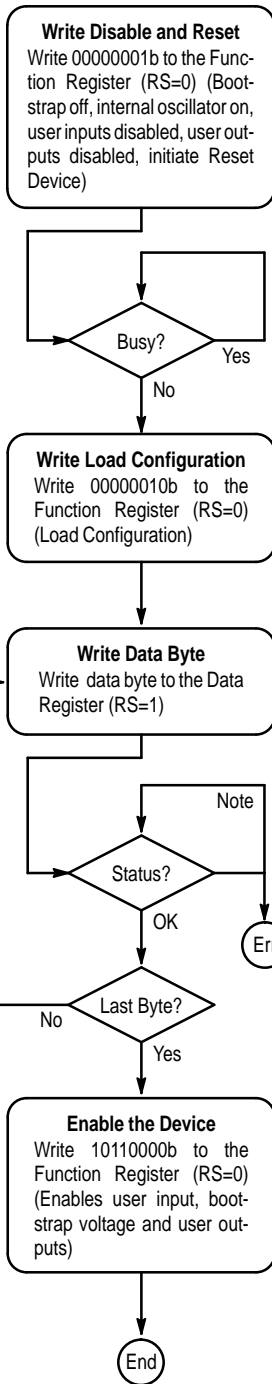 Write Disable and Reset
Write 00000001b to the Func-
tion Register (RS=0) (Boot-
strap off, internal oscillator on,
user inputs disabled, user out-
puts disabled, initiate Reset
Device)
Busy?
Yes
No
Write Load Configuration
Write 00000010b to the
Function Register (RS=0)
(Load Configuration)
Write Data Byte
Write data byte to the Data
Register (RS=1)
Note
Status?
OK
Err
No
Last Byte?
Yes
Enable the Device
Write 10110000b to the
Function Register (RS=0)
(Enables user input, boot-
strap voltage and user out-
puts)
End